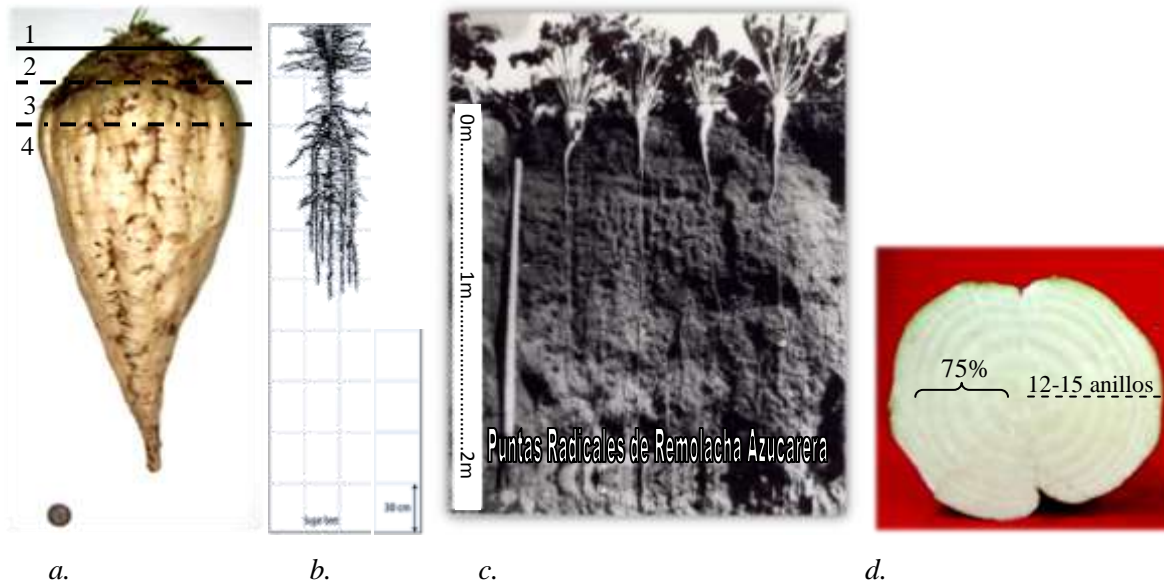 1
2
3
4
Sugar beet
30 cm
0m
1m
2m
Puntas Radicales de Remolacha Azucarera
75%
12-15 anillos
a.
b.
c.
d.